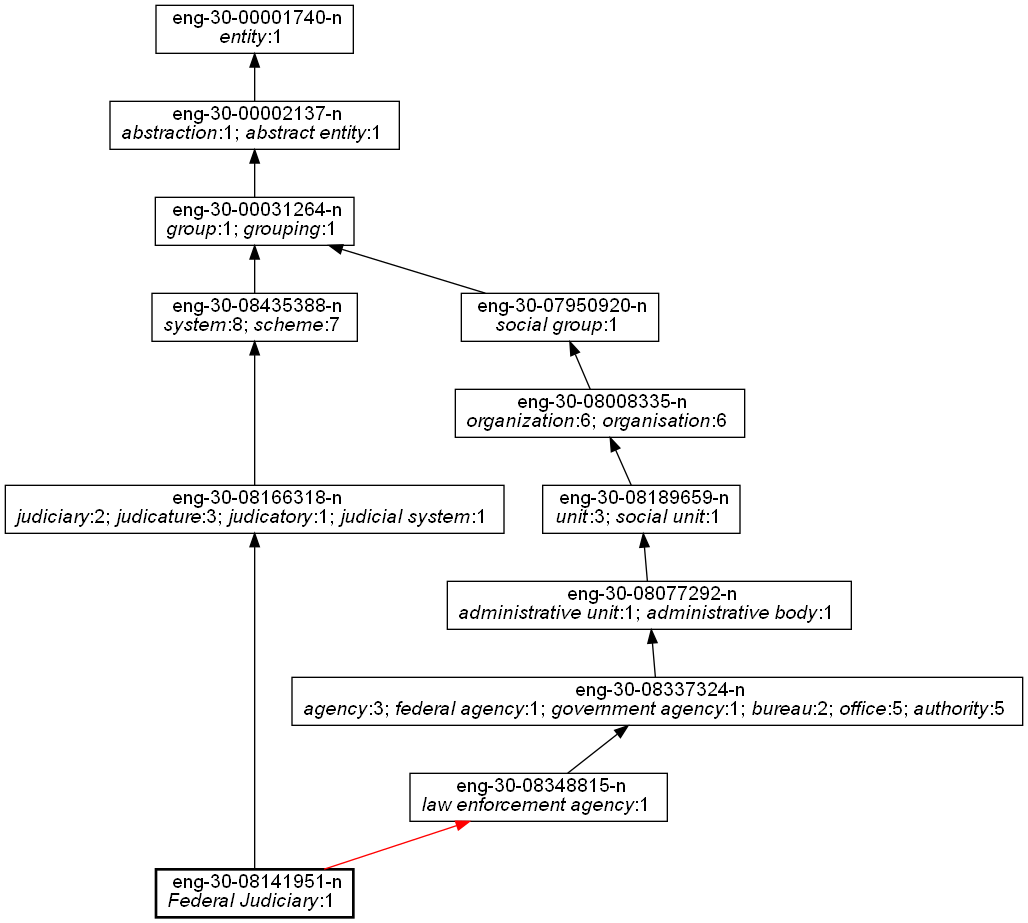 eng-30-00001740-n
entity:1
eng-30-00002137-n
abstraction:1; abstract entity:1
eng-30-00031264-n
group:1; grouping:1
eng-30-08435388-n
system:8; scheme:7
eng-30-07950920-n
social group:1
eng-30-08008335-n
organization:6; organisation:6
eng-30-08166318-n
judiciary:2; judicature:3; judicatory:1; judicial system:1
eng-30-08189659-n
unit:3; social unit:1
eng-30-08077292-n
administrative unit:1; administrative body:1
eng-30-08337324-n
agency:3; federal agency:1; government agency:1; bureau:2; office:5; authority:5
eng-30-08348815-n
law enforcement agency:1
eng-30-08141951-n
Federal Judiciary:1